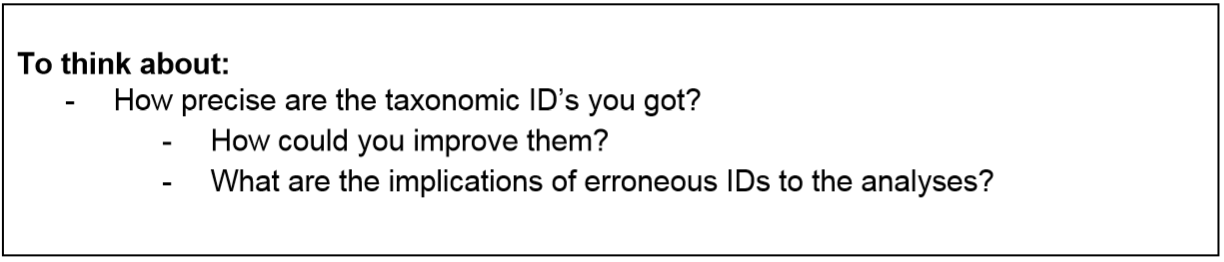 To think about:
- How precise are the taxonomic ID’s you got?
- How could you improve them?
- What are the implications of erroneous IDs to the analyses?